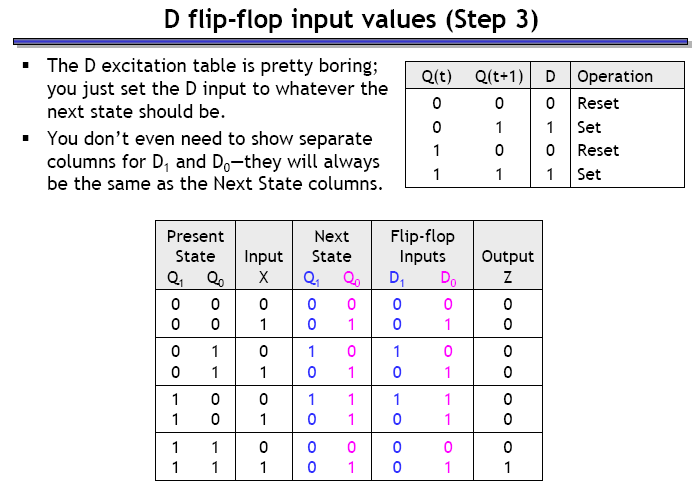 D flip-flop input values (Step 3)
▪ The D excitation table is pretty boring;
you just set the D input to whatever the
next state should be.
▪ You don’t even need to show separate
columns for D₁ and D₀—they will always
be the same as the Next State columns.
Q(t) Q(t+1) D Operation
0 0 0 Reset
0 1 1 Set
1 0 0 Reset
1 1 1 Set
Present Next Flip-flop
State Input State Inputs Output
Q₁ Q₀ X Q₁ Q₀ D₁ D₀ Z
0 0 0 0 0 0 0 0
0 0 1 0 1 0 1 0
0 1 0 1 0 1 0 0
0 1 1 0 1 0 1 0
1 0 0 1 1 1 1 0
1 0 1 0 1 0 1 0
1 1 0 0 0 0 0 0
1 1 1 0 1 0 1 1